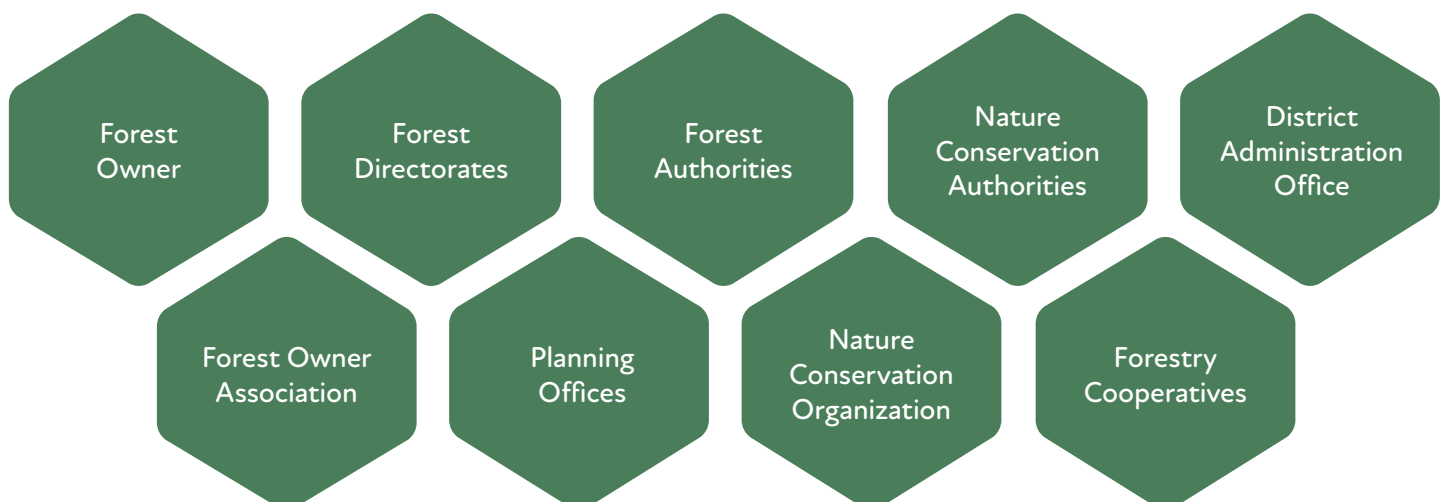 Forest
Owner
Forest
Directorates
Forest
Authorities
Nature
Conservation
Authorities
District
Administration
Office
Forest Owner
Association
Planning
Offices
Nature
Conservation
Organization
Forestry
Cooperatives